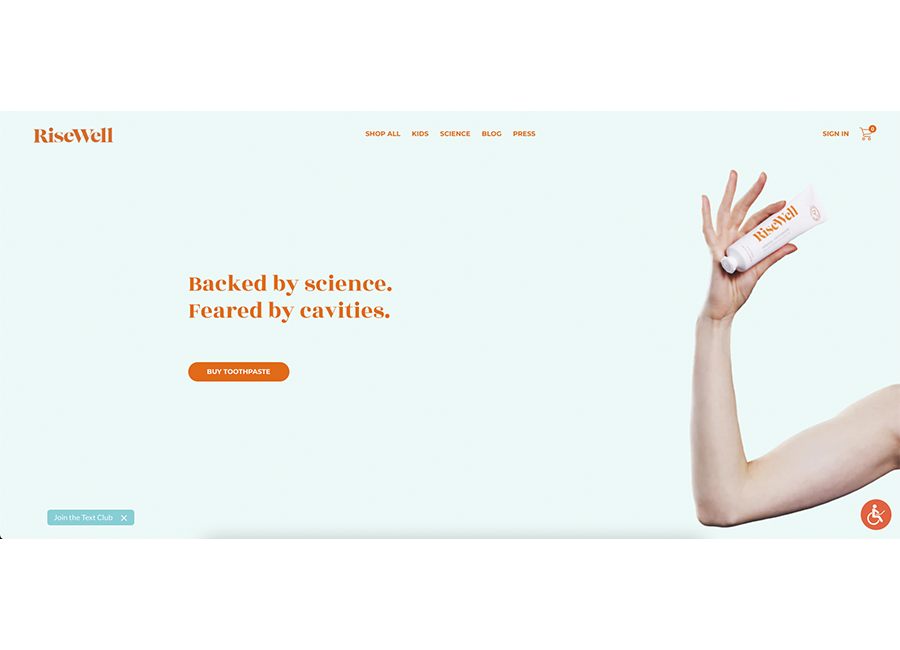 RiseWell
SHOP ALL KIDS SCIENCE BLOG PRESS
SIGN IN
0
RiseWell
Backed by science.
Feared by cavities.
BUY TOOTHPASTE
Join the Text Club